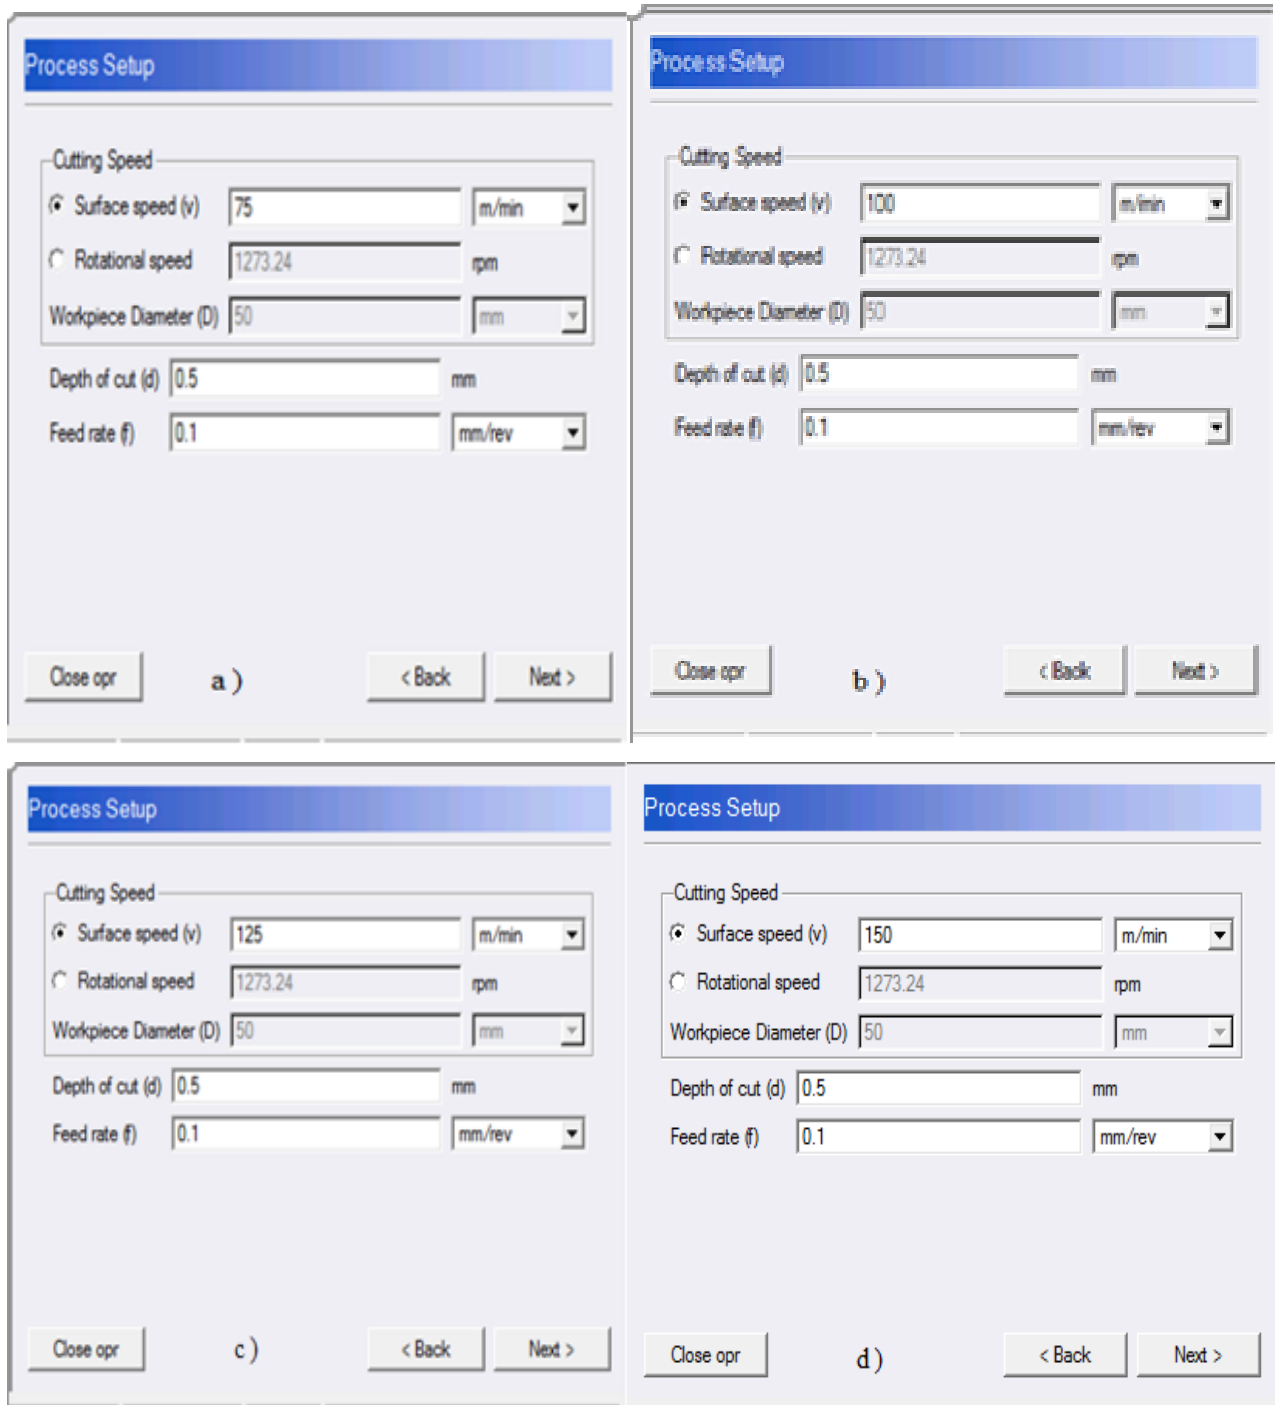 Process Setup
Cutting Speed
Surface speed (v) 75 m/min
Rotational speed 1273.24 rpm
Workpiece Diameter (D) 50 mm
Depth of cut (d) 0.5 mm
Feed rate (f) 0.1 mm/rev
Close opr a) < Back Next >
Process Setup
Cutting Speed
Surface speed (v) 100 m/min
Rotational speed 1273.24 rpm
Workpiece Diameter (D) 50 mm
Depth of cut (d) 0.5 mm
Feed rate (f) 0.1 mm/rev
Close opr b) < Back Next >
Process Setup
Cutting Speed
Surface speed (v) 125 m/min
Rotational speed 1273.24 rpm
Workpiece Diameter (D) 50 mm
Depth of cut (d) 0.5 mm
Feed rate (f) 0.1 mm/rev
Close opr c) < Back Next >
Process Setup
Cutting Speed
Surface speed (v) 150 m/min
Rotational speed 1273.24 rpm
Workpiece Diameter (D) 50 mm
Depth of cut (d) 0.5 mm
Feed rate (f) 0.1 mm/rev
Close opr d) < Back Next >